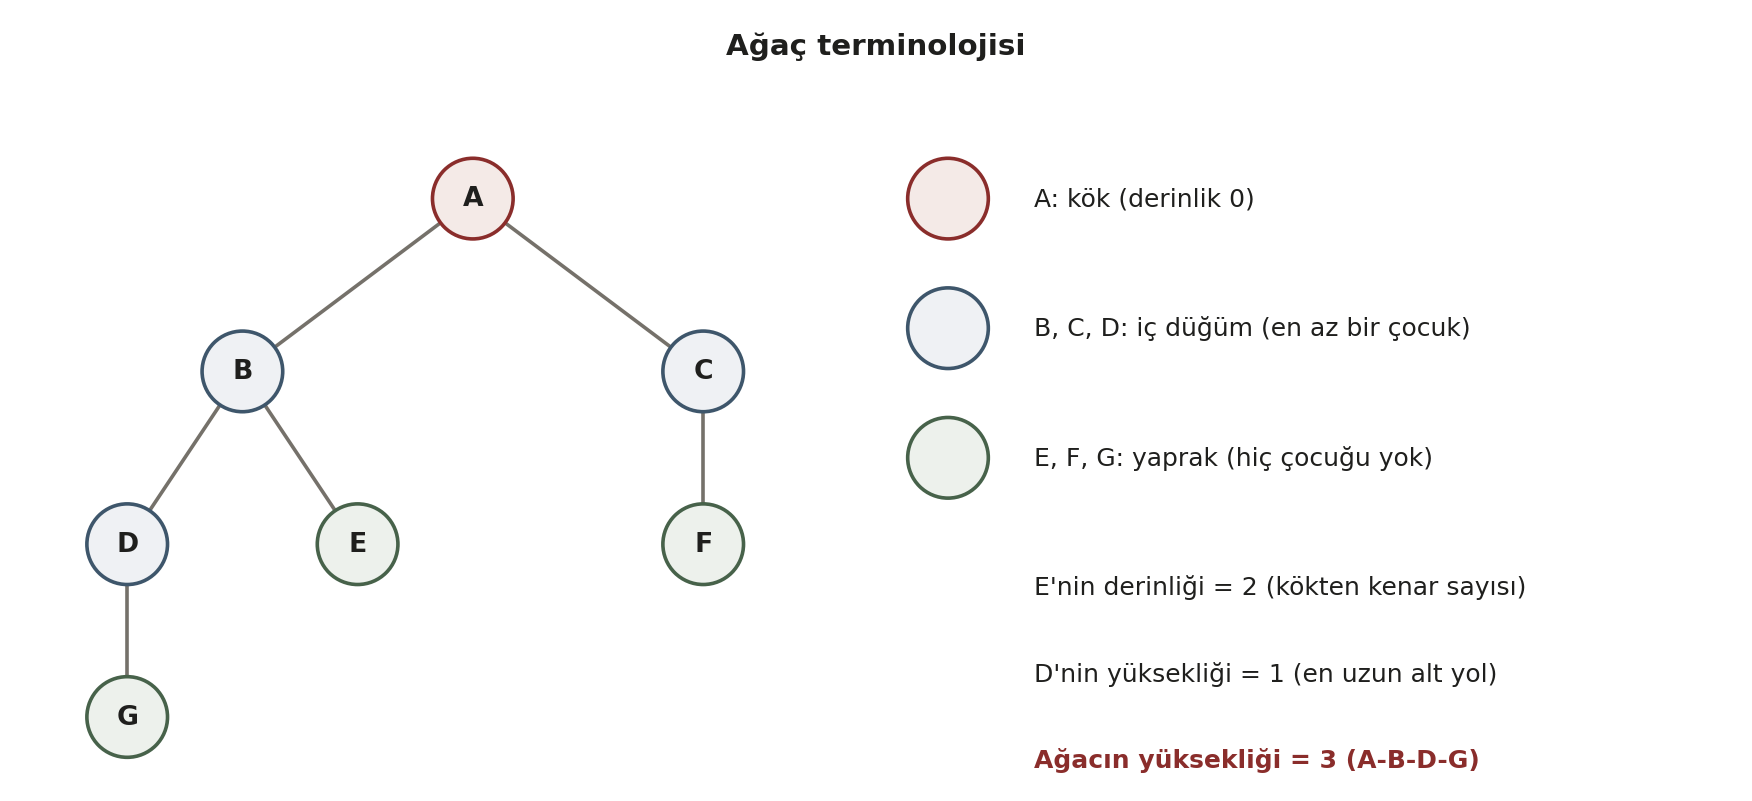 Ağaç terminolojisi
A
B
C
D
E
F
G
A: kök (derinlik 0)
B, C, D: iç düğüm (en az bir çocuk)
E, F, G: yaprak (hiç çocuğu yok)
E'nin derinliği = 2 (kökten kenar sayısı)
D'nin yüksekliği = 1 (en uzun alt yol)
Ağacın yüksekliği = 3 (A-B-D-G)